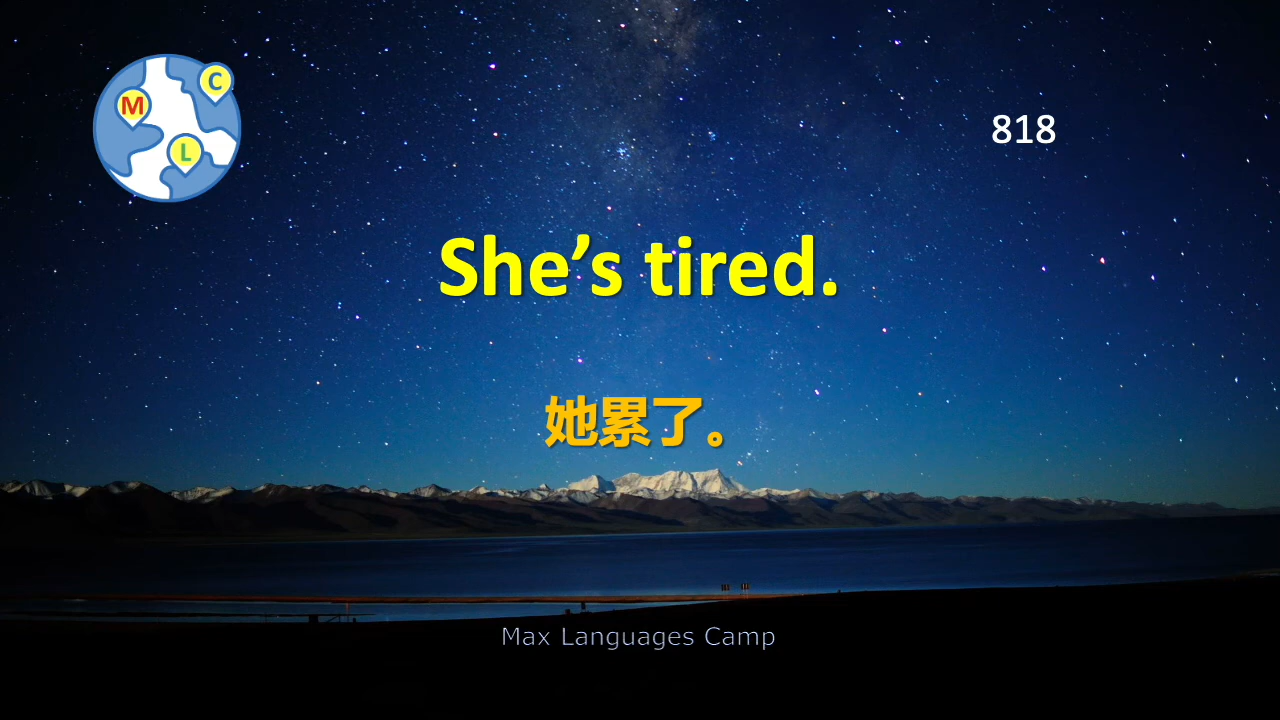 M
C
L
818
She’s tired.
她累了。
Max Languages Camp